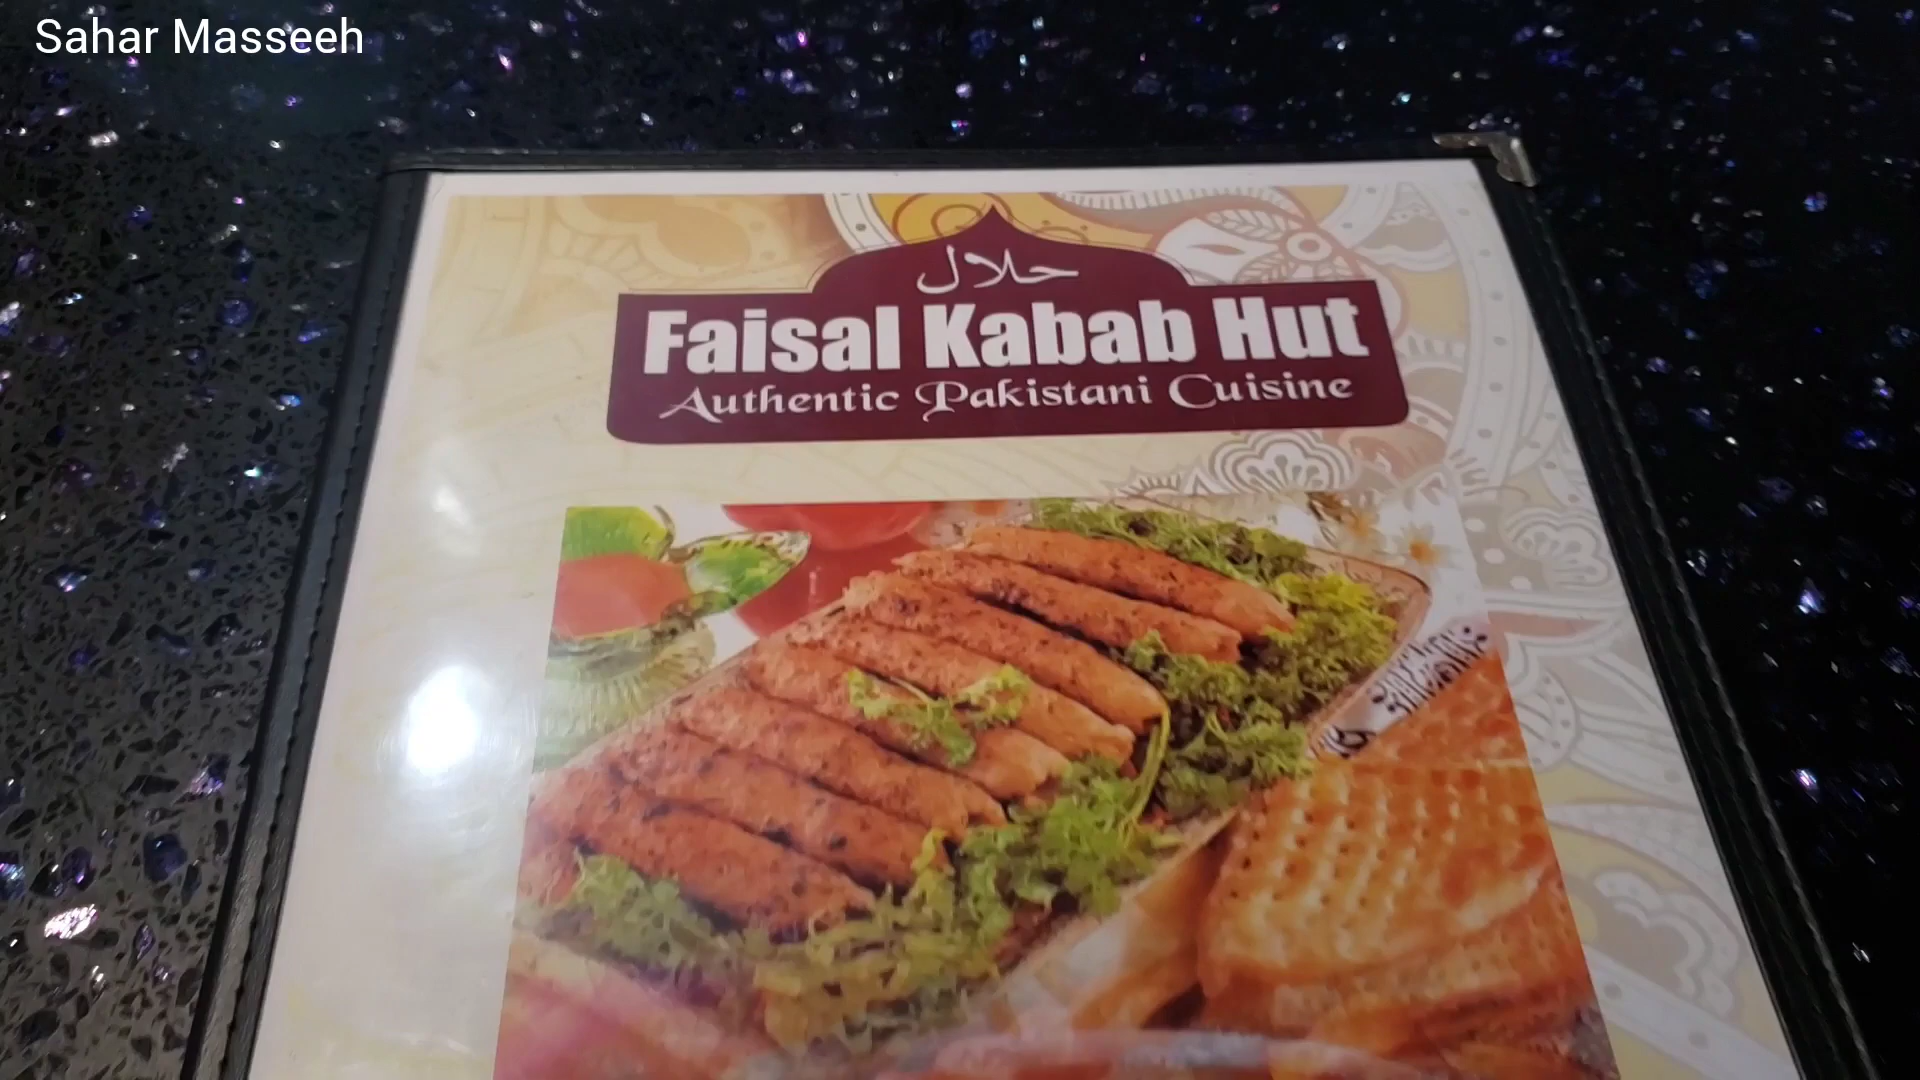 Sahar Masseeh
حلال
Faisal Kabab Hut
Authentic Pakistani Cuisine